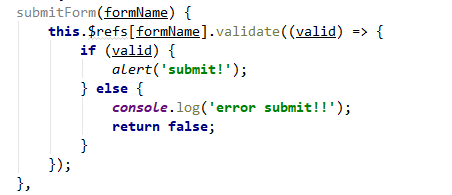 submitForm(formName) {
    this.$refs[formName].validate((valid) => {
        if (valid) {
            alert('submit!');
        } else {
            console.log('error submit!!');
            return false;
        }
    });
},